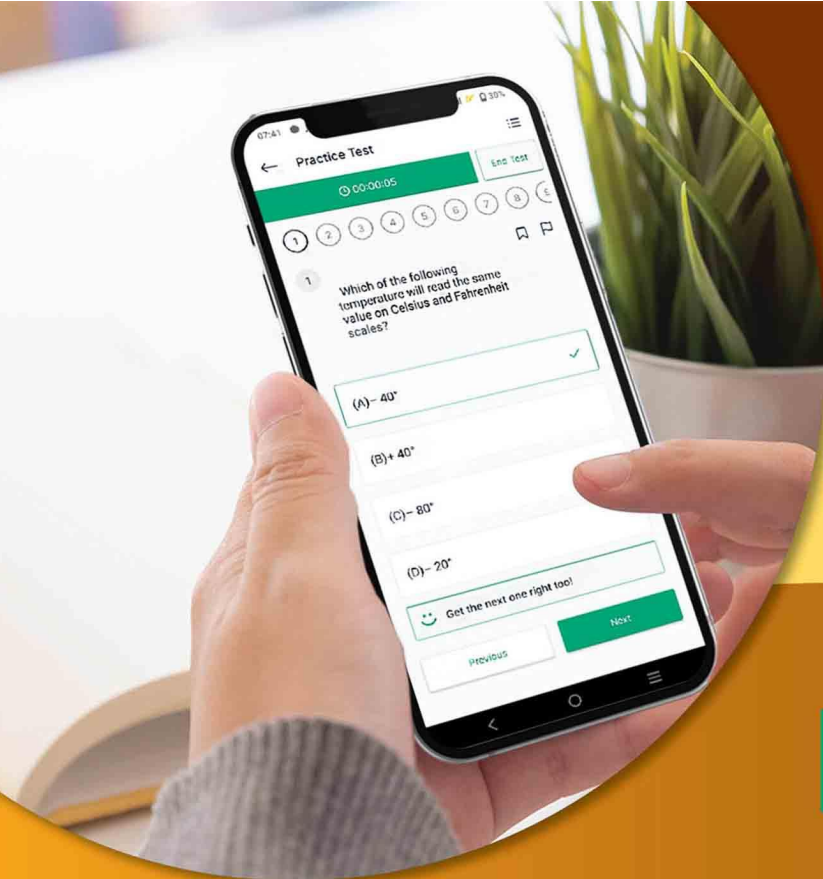 07:41
30%
Practice Test
00:00:05
End Test
1 2 3 4 5 6 7 8
1
Which of the following
temperature will read the same
value on Celsius and Fahrenheit
scales?
(A)– 40°
(B)+ 40°
(C)– 80°
(D)– 20°
Get the next one right too!
Previous
Next